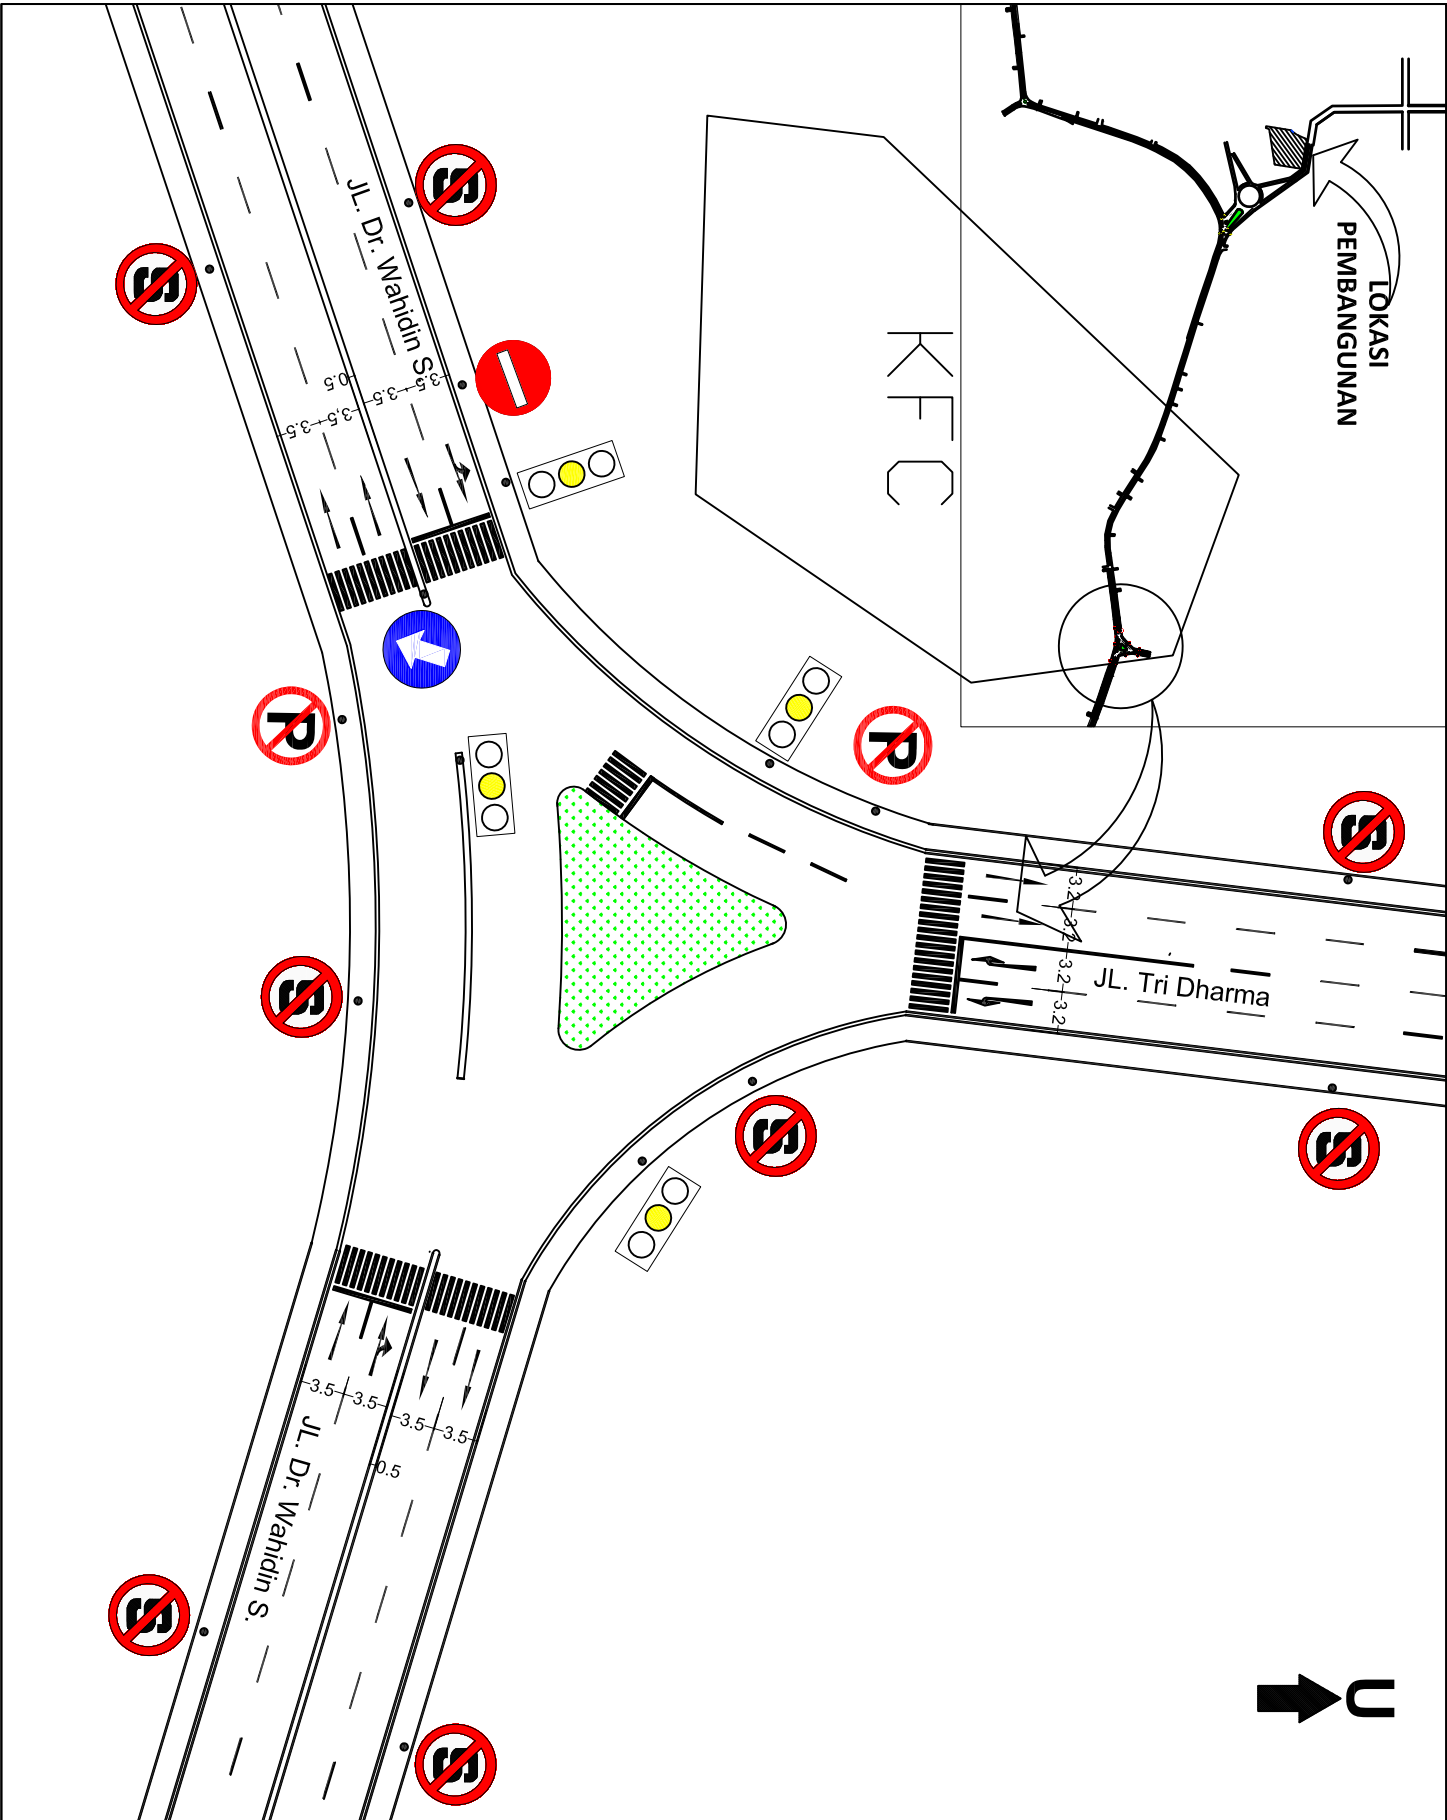 LOKASI
PEMBANGUNAN
KFC
JL. Dr. Wahidin S.
3.5
3.5
3,5
3.5
0.5
S
S
S
S
S
S
S
S
S
P
P
JL. Tri Dharma
3.2
3.2
3.2
3.2
JL. Dr. Wahidin S.
3.5
3.5
3.5
3.5
0.5
U